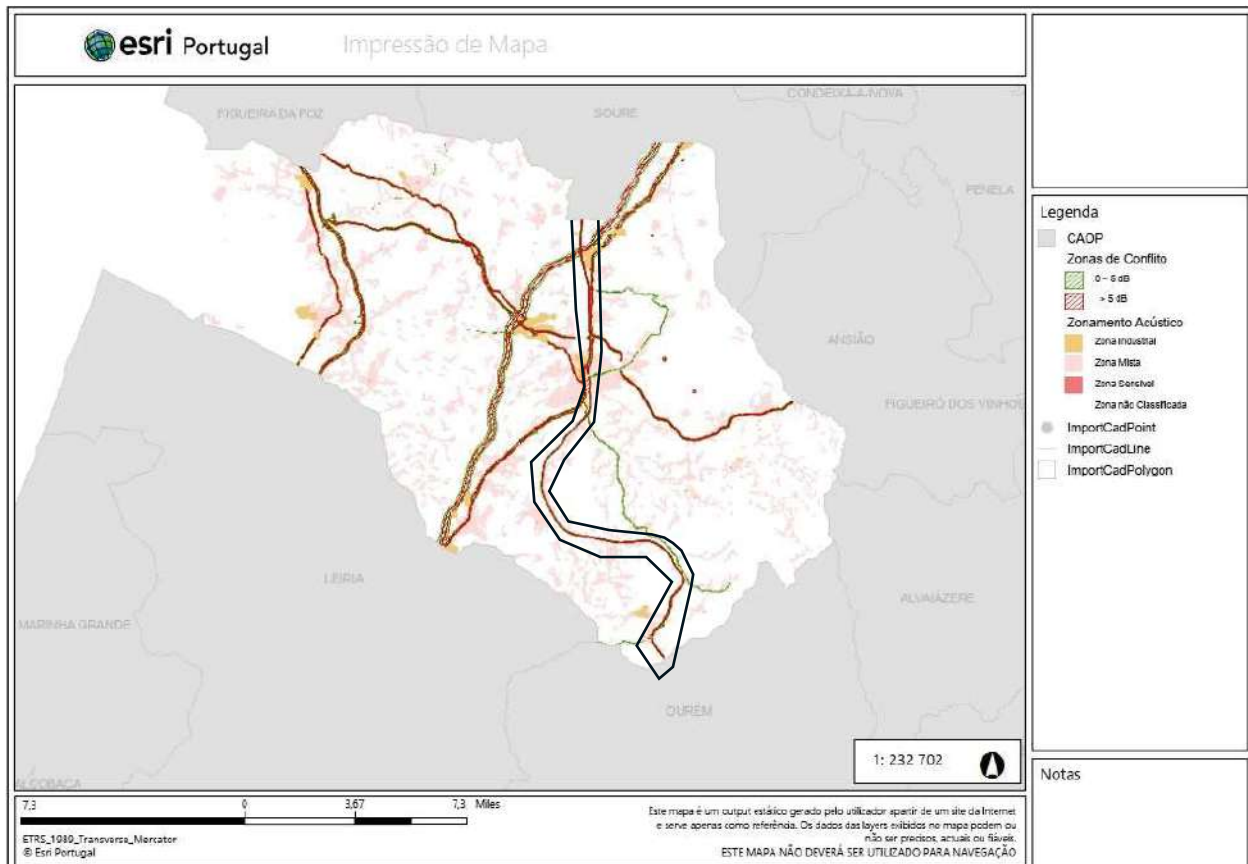 esri Portugal
Impressão de Mapa
FIGUEIRA DA FOZ
SOURE
CONDEIXA-A-NOVA
PENELA
ANSIÃO
FIGUEIRÓ DOS VINHOS
LEIRIA
MARINHA GRANDE
ALVAIÁZERE
OURÉM
ALCOBAÇA
1: 232 702
Legenda
CAOP
Zonas de Conflito
0 – 5 dB
> 5 dB
Zonamento Acústico
Zona Industrial
Zona Mista
Zona Sensível
Zona não Classificada
ImportCadPoint
ImportCadLine
ImportCadPolygon
Notas
7,3 0 3,67 7,3 Miles
ETRS_1989_Transverse_Mercator
© Esri Portugal
Este mapa é um output estático gerado pelo utilizador apartir de um site da Internet
e serve apenas como referência. Os dados das layers exibidos no mapa podem ou
não ser precisos, actuais ou fiáveis.
ESTE MAPA NÃO DEVERÁ SER UTILIZADO PARA NAVEGAÇÃO